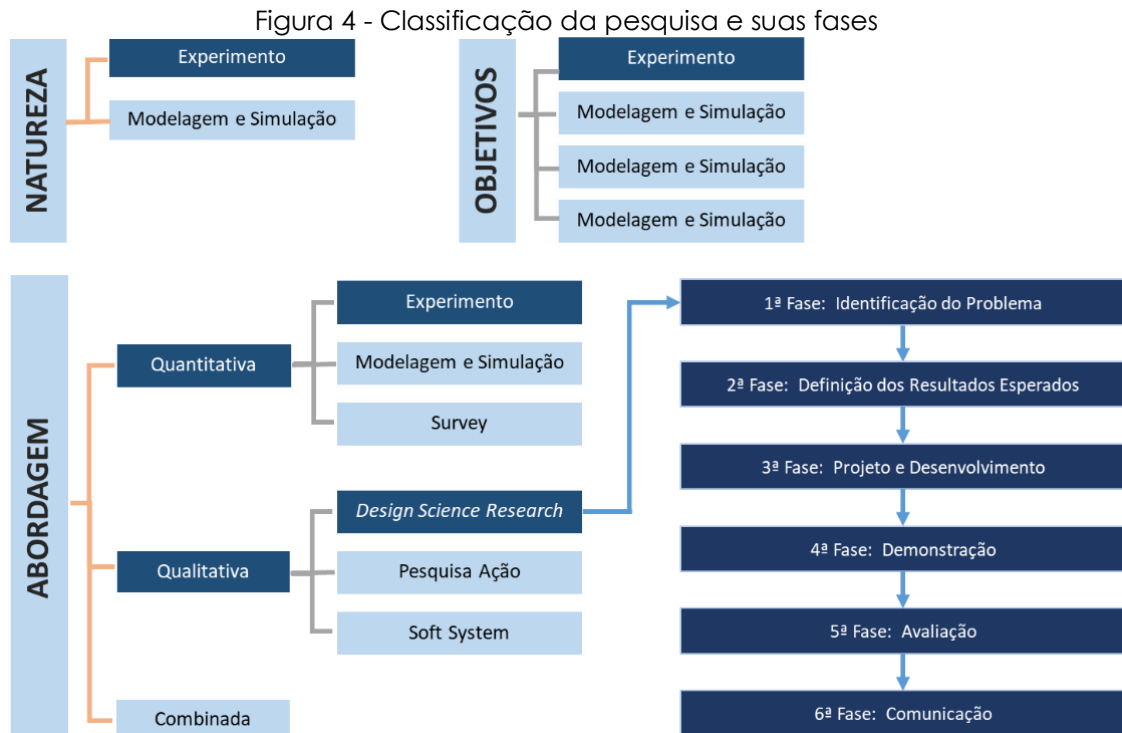 Figura 4 - Classificação da pesquisa e suas fases
NATUREZA
Experimento
Modelagem e Simulação
OBJETIVOS
Experimento
Modelagem e Simulação
Modelagem e Simulação
Modelagem e Simulação
ABORDAGEM
Quantitativa
Experimento
Modelagem e Simulação
Survey
Qualitativa
Design Science Research
Pesquisa Ação
Soft System
Combinada
1ª Fase: Identificação do Problema
2ª Fase: Definição dos Resultados Esperados
3ª Fase: Projeto e Desenvolvimento
4ª Fase: Demonstração
5ª Fase: Avaliação
6ª Fase: Comunicação